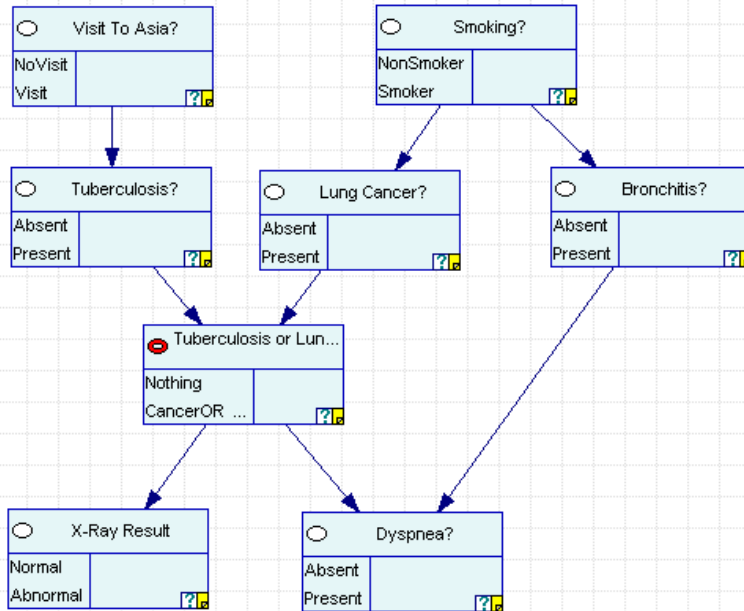 Visit To Asia?
NoVisit
Visit
?
Smoking?
NonSmoker
Smoker
?
Tuberculosis?
Absent
Present
?
Lung Cancer?
Absent
Present
?
Bronchitis?
Absent
Present
?
Tuberculosis or Lun...
Nothing
CancerOR ...
?
X-Ray Result
Normal
Abnormal
?
Dyspnea?
Absent
Present
?